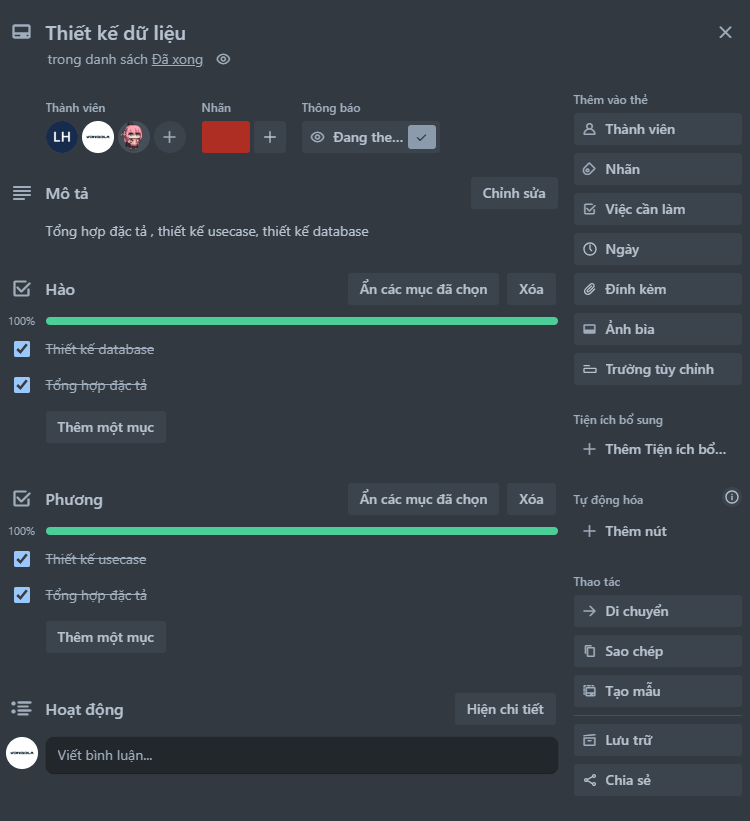 Thiết kế dữ liệu
trong danh sách Đã xong
Thành viên
Nhãn
Thông báo
LH
VONGOLA
Đang the...
Mô tả
Chỉnh sửa
Tổng hợp đặc tả , thiết kế usecase, thiết kế database
Hào
Ẩn các mục đã chọn
Xóa
100%
Thiết kế database
Tổng hợp đặc tả
Thêm một mục
Phương
Ẩn các mục đã chọn
Xóa
100%
Thiết kế usecase
Tổng hợp đặc tả
Thêm một mục
Hoạt động
Hiện chi tiết
VONGOLA
Viết bình luận...
Thêm vào thẻ
Thành viên
Nhãn
Việc cần làm
Ngày
Đính kèm
Ảnh bìa
Trường tùy chỉnh
Tiện ích bổ sung
Thêm Tiện ích bổ...
Tự động hóa
Thêm nút
Thao tác
Di chuyển
Sao chép
Tạo mẫu
Lưu trữ
Chia sẻ